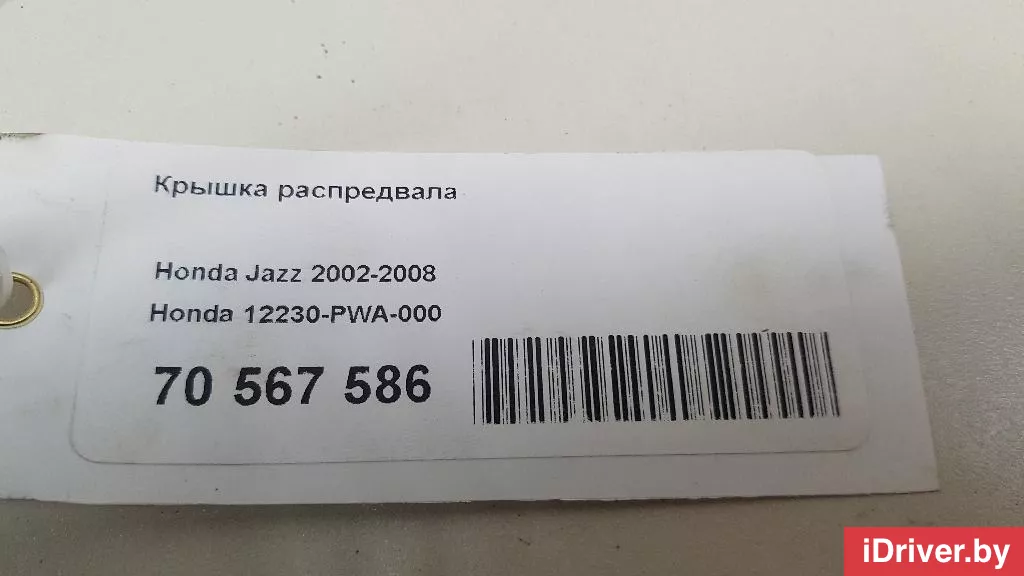 Крышка распредвала
Honda Jazz 2002-2008
Honda 12230-PWA-000
70 567 586
iDriver.by